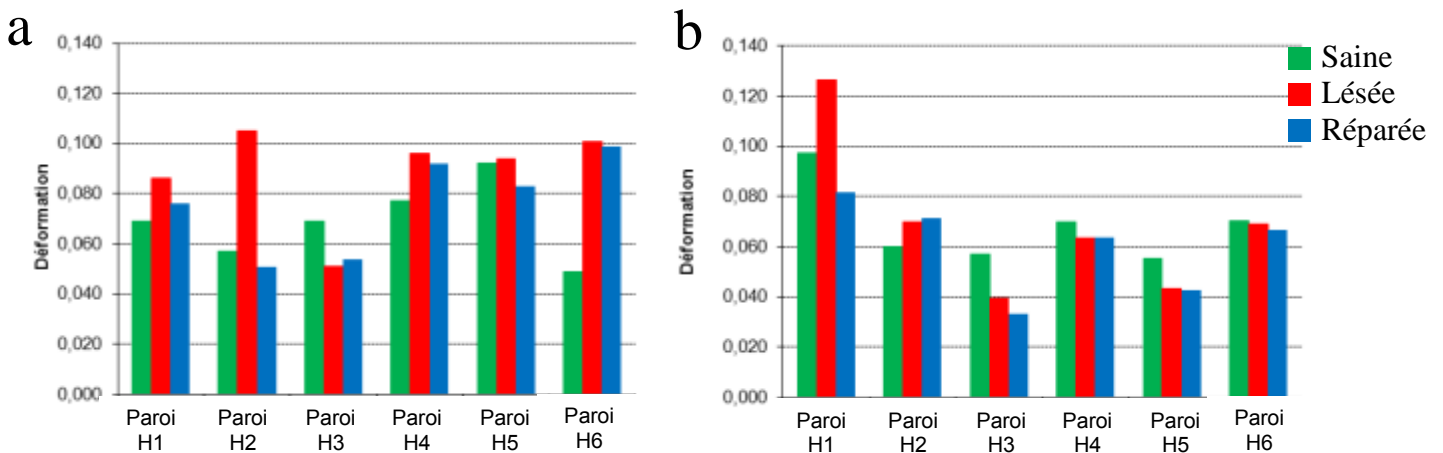 a
Déformation
0,140
0,120
0,100
0,080
0,060
0,040
0,020
0,000
Paroi H1
Paroi H2
Paroi H3
Paroi H4
Paroi H5
Paroi H6
b
Déformation
0,140
0,120
0,100
0,080
0,060
0,040
0,020
0,000
Paroi H1
Paroi H2
Paroi H3
Paroi H4
Paroi H5
Paroi H6
Saine
Lésée
Réparée